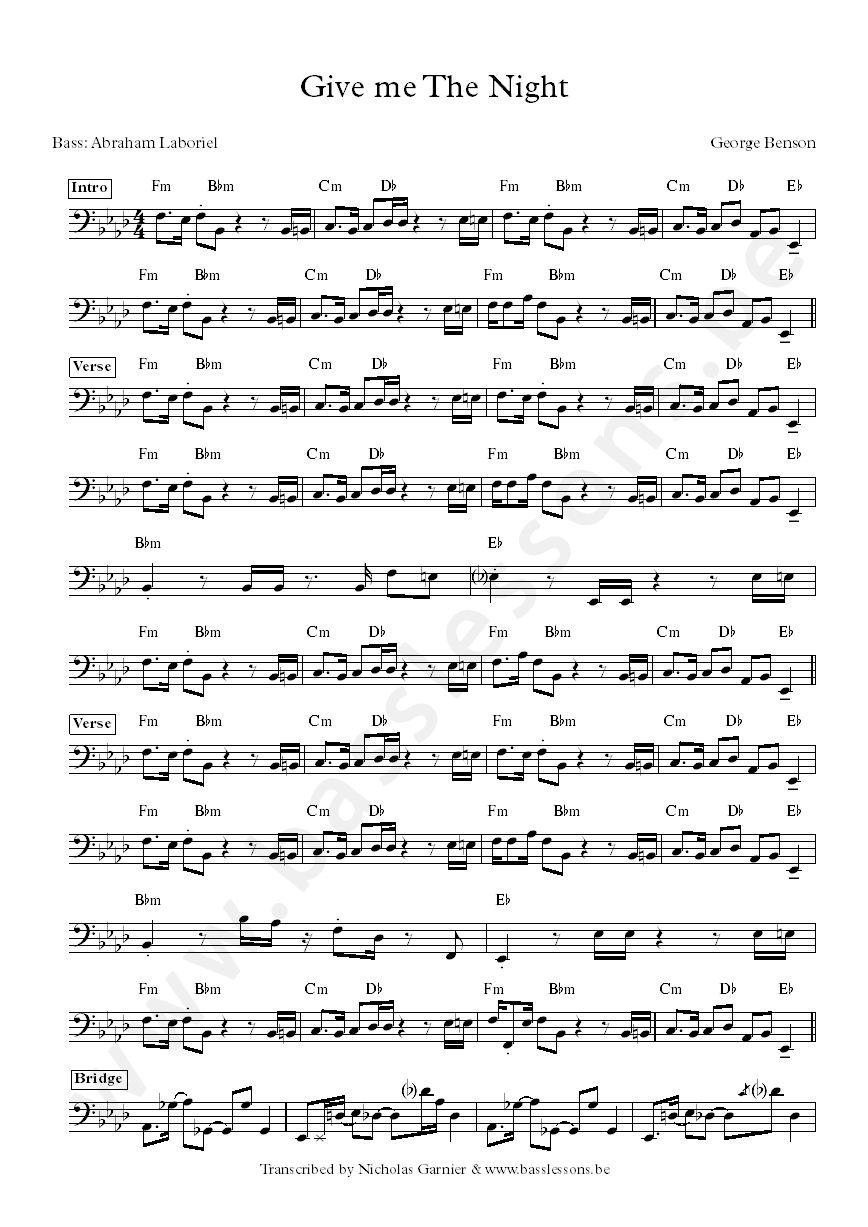 Give me The Night
Bass: Abraham Laboriel George Benson
Intro Fm B♭m Cm D♭ Fm B♭m Cm D♭ E♭
Fm B♭m Cm D♭ Fm B♭m Cm D♭ E♭
Verse Fm B♭m Cm D♭ Fm B♭m Cm D♭ E♭
Fm B♭m Cm D♭ Fm B♭m Cm D♭ E♭
B♭m E♭
Fm B♭m Cm D♭ Fm B♭m Cm D♭ E♭
Verse Fm B♭m Cm D♭ Fm B♭m Cm D♭ E♭
Fm B♭m Cm D♭ Fm B♭m Cm D♭ E♭
B♭m E♭
Fm B♭m Cm D♭ Fm B♭m Cm D♭ E♭
Bridge
Transcribed by Nicholas Garnier & www.basslessons.be
www.basslessons.be